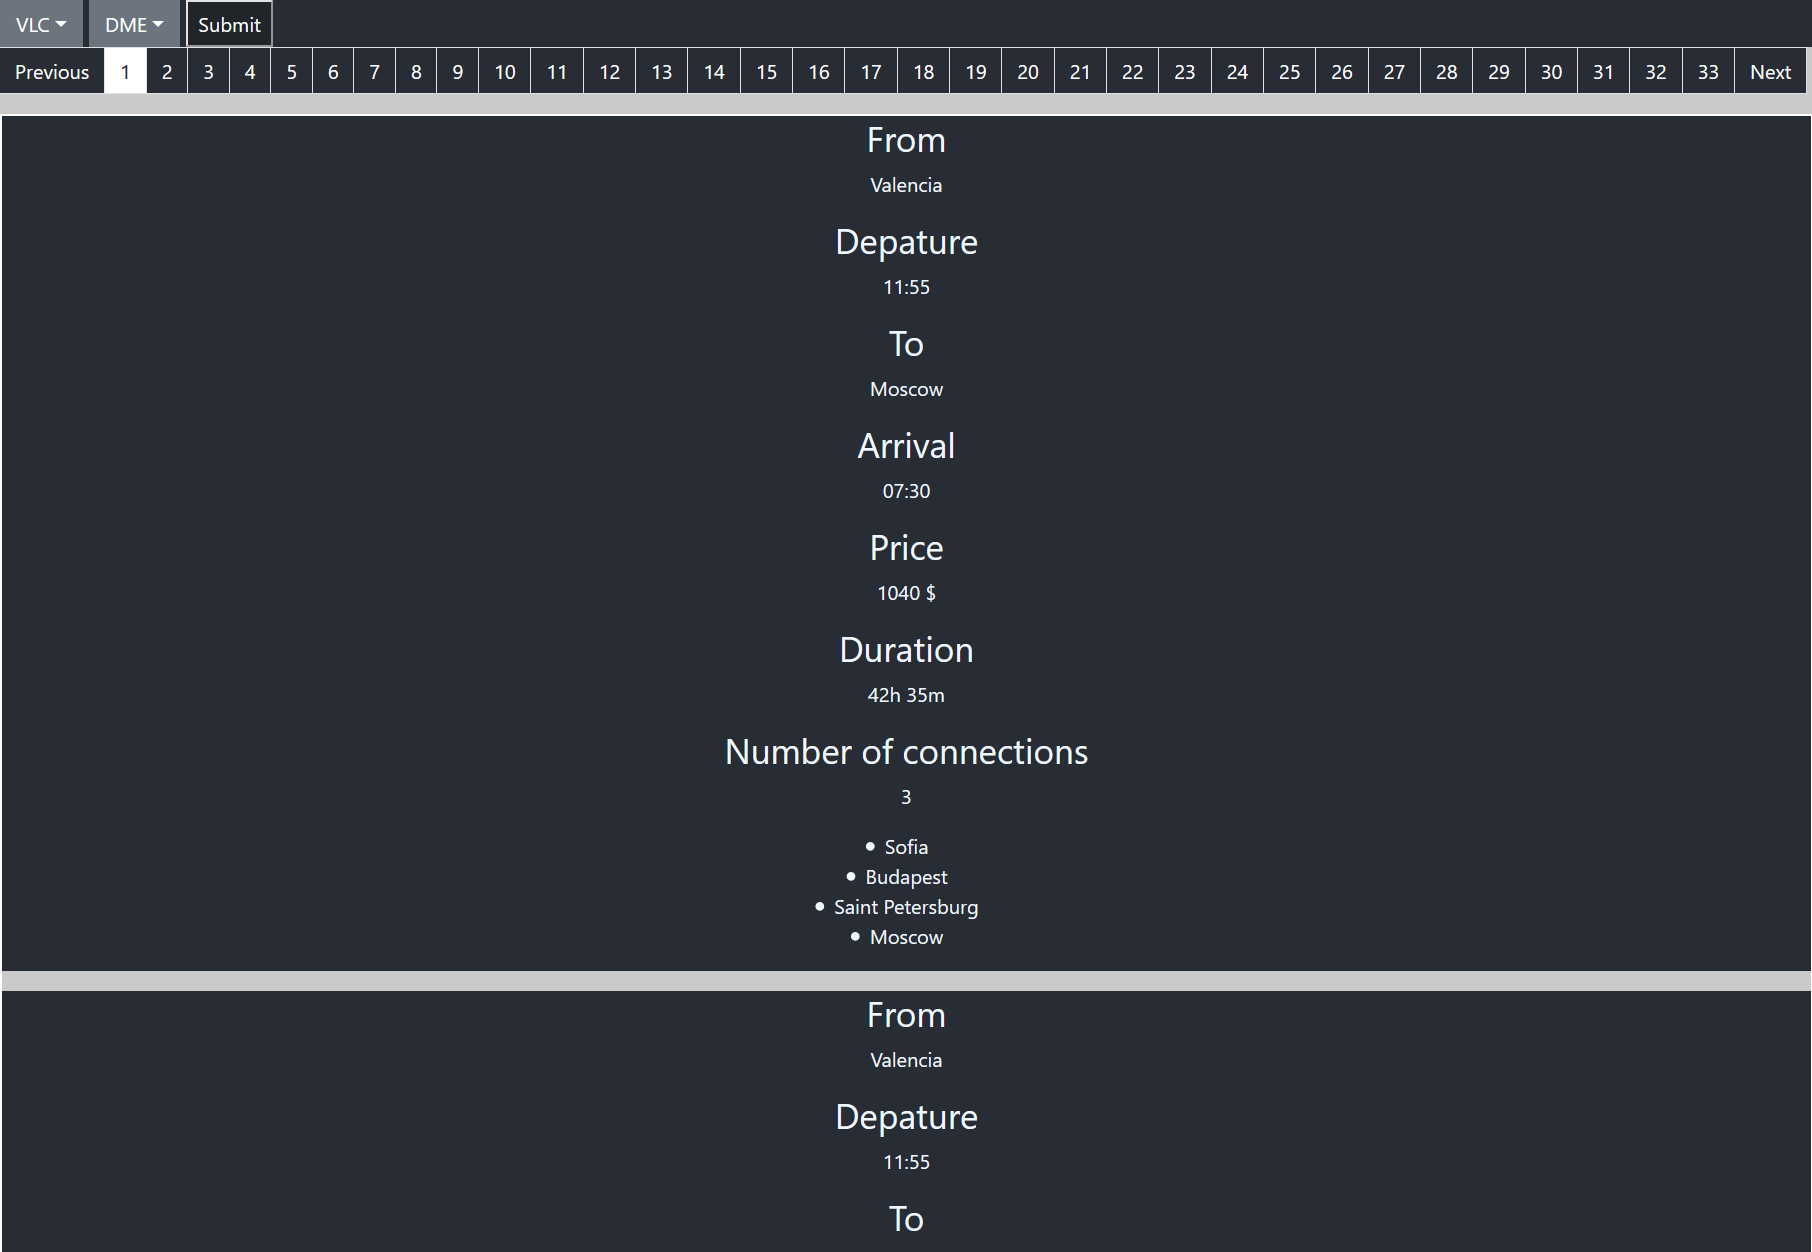 VLC DME Submit
Previous 1 2 3 4 5 6 7 8 9 10 11 12 13 14 15 16 17 18 19 20 21 22 23 24 25 26 27 28 29 30 31 32 33 Next
From
Valencia
Depature
11:55
To
Moscow
Arrival
07:30
Price
1040 $
Duration
42h 35m
Number of connections
3
• Sofia
• Budapest
• Saint Petersburg
• Moscow
From
Valencia
Depature
11:55
To